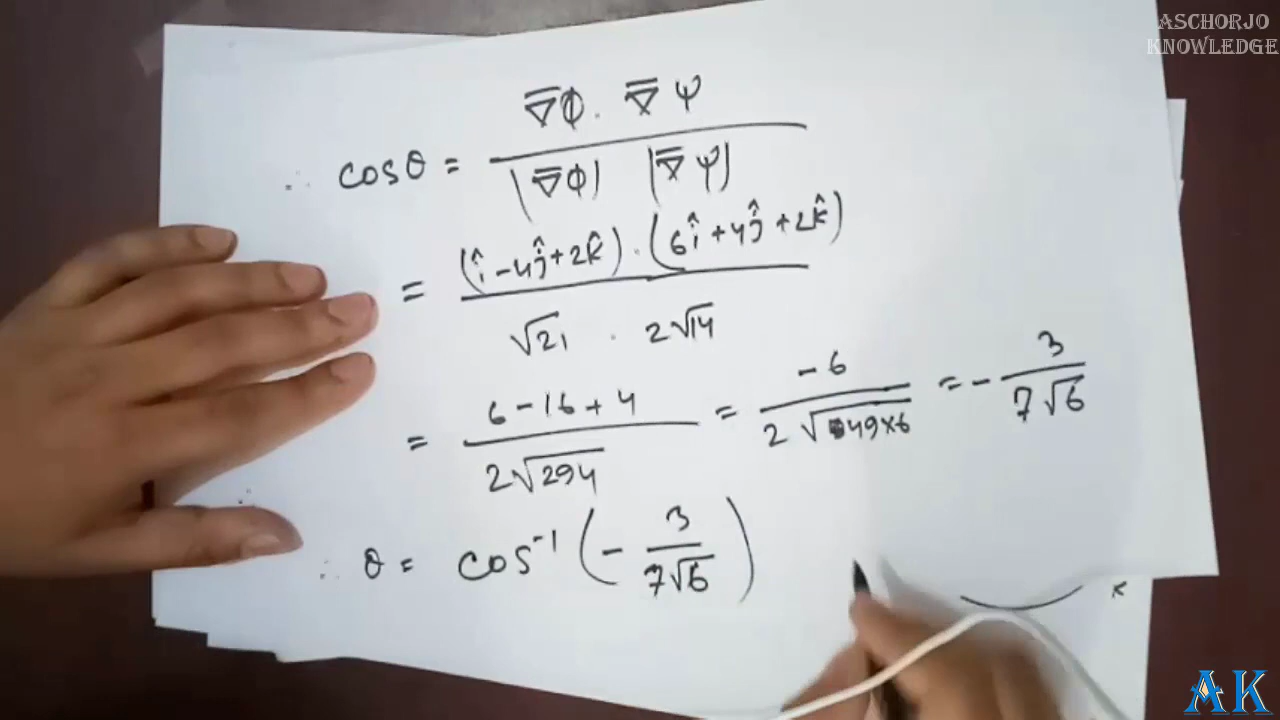 ASCHORJO
KNOWLEDGE
∴ cosθ = (∇̿Φ · ∇̿Ψ) / (|∇̿Φ| |∇̿Ψ|)
= ((î - 4ĵ + 2k̂) · (6î + 4ĵ + 2k̂)) / (√21 · 2√14)
= (6 - 16 + 4) / (2√294) = -6 / (2√49×6) = - 3 / (7√6)
∴ θ = cos⁻¹ (- 3 / (7√6))
AK